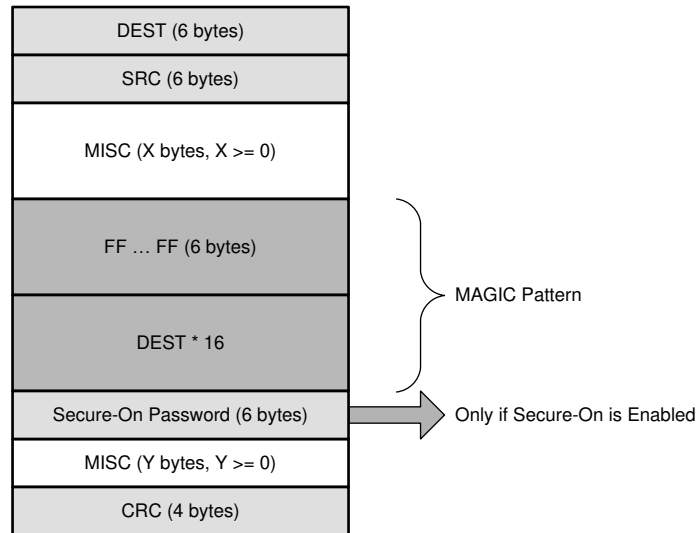 DEST (6 bytes)
SRC (6 bytes)
MISC (X bytes, X >= 0)
FF … FF (6 bytes)
MAGIC Pattern
DEST * 16
Secure-On Password (6 bytes)
Only if Secure-On is Enabled
MISC (Y bytes, Y >= 0)
CRC (4 bytes)